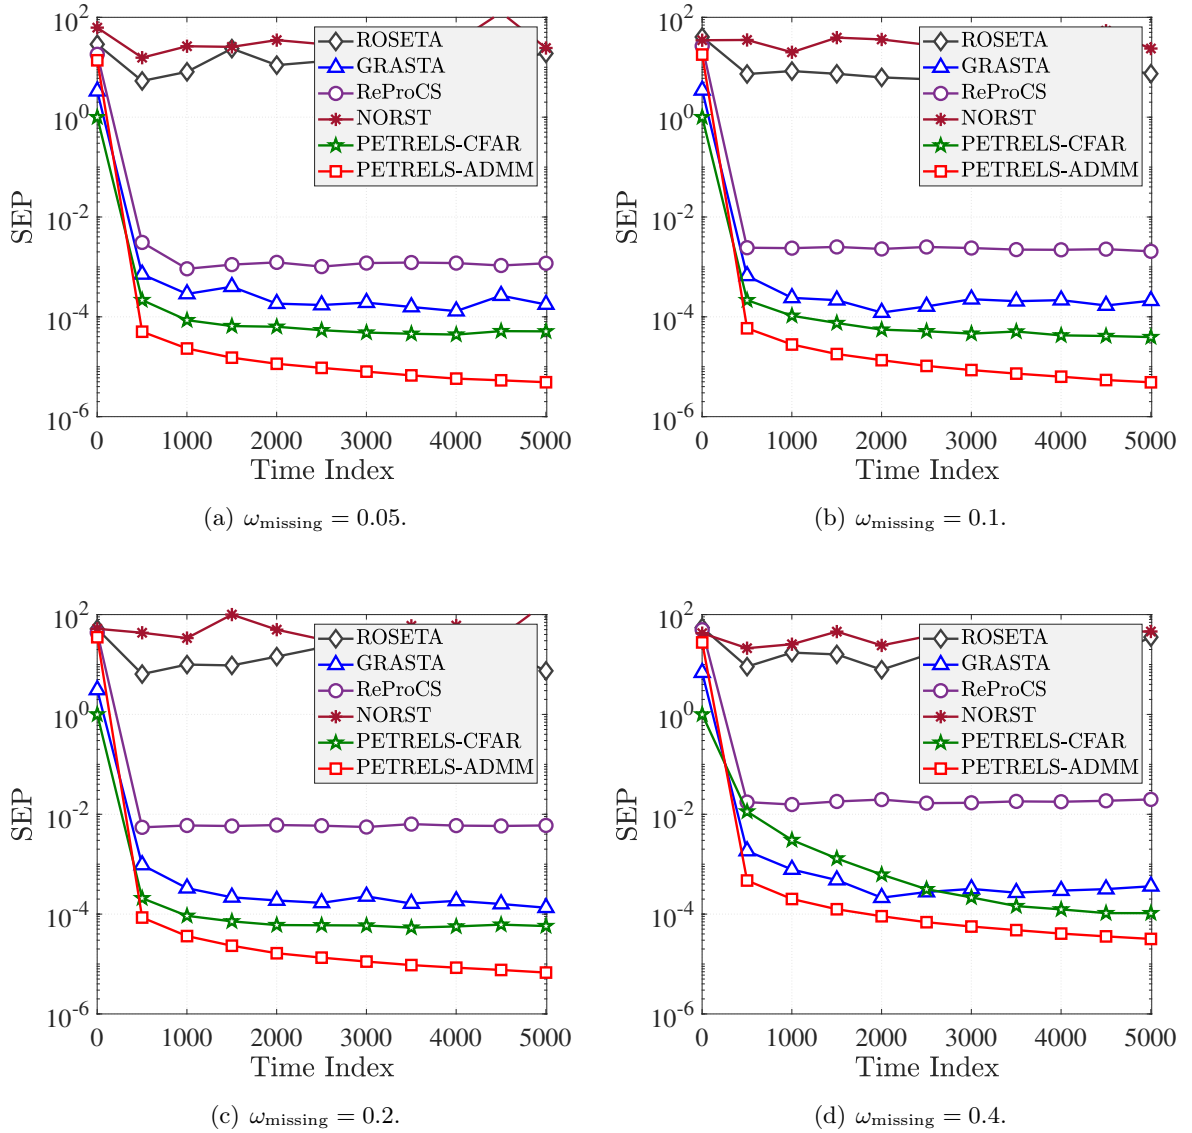 10^2
10^0
10^-2
10^-4
10^-6
SEP
0 1000 2000 3000 4000 5000
Time Index
ROSETA
GRASTA
ReProCS
NORST
PETRELS-CFAR
PETRELS-ADMM
(a) ω_missing = 0.05.
10^2
10^0
10^-2
10^-4
10^-6
SEP
0 1000 2000 3000 4000 5000
Time Index
ROSETA
GRASTA
ReProCS
NORST
PETRELS-CFAR
PETRELS-ADMM
(b) ω_missing = 0.1.
10^2
10^0
10^-2
10^-4
10^-6
SEP
0 1000 2000 3000 4000 5000
Time Index
ROSETA
GRASTA
ReProCS
NORST
PETRELS-CFAR
PETRELS-ADMM
(c) ω_missing = 0.2.
10^2
10^0
10^-2
10^-4
10^-6
SEP
0 1000 2000 3000 4000 5000
Time Index
ROSETA
GRASTA
ReProCS
NORST
PETRELS-CFAR
PETRELS-ADMM
(d) ω_missing = 0.4.